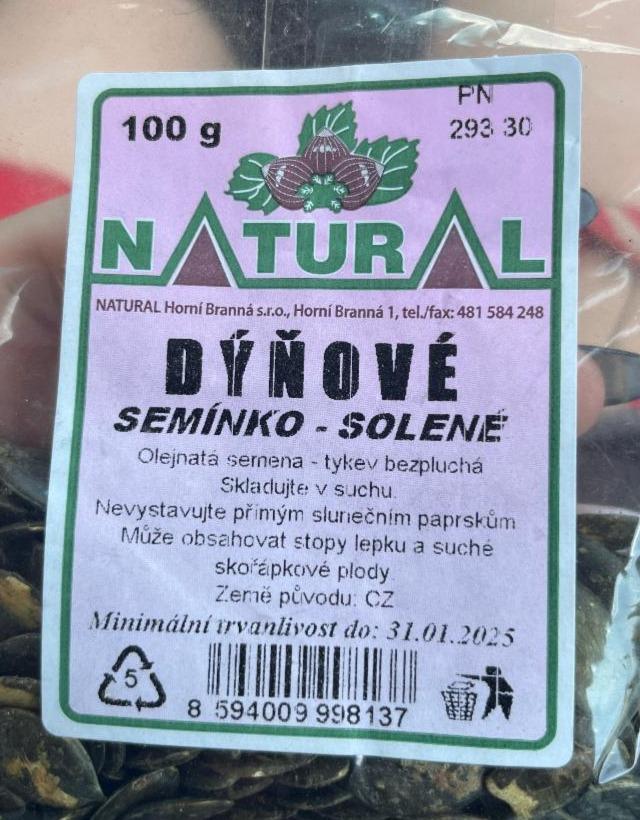 100 g
PN
293 30
NATURAL
NATURAL Horní Branná s.r.o., Horní Branná 1, tel./fax: 481 584 248
DÝŇOVÉ
SEMÍNKO - SOLENÉ
Olejnatá semena - tykev bezpluchá
Skladujte v suchu.
Nevystavujte přímým slunečním paprskům
Může obsahovat stopy lepku a suché
skořápkové plody
Země původu: CZ
Minimální trvanlivost do: 31.01.2025
5
8 594009 998137